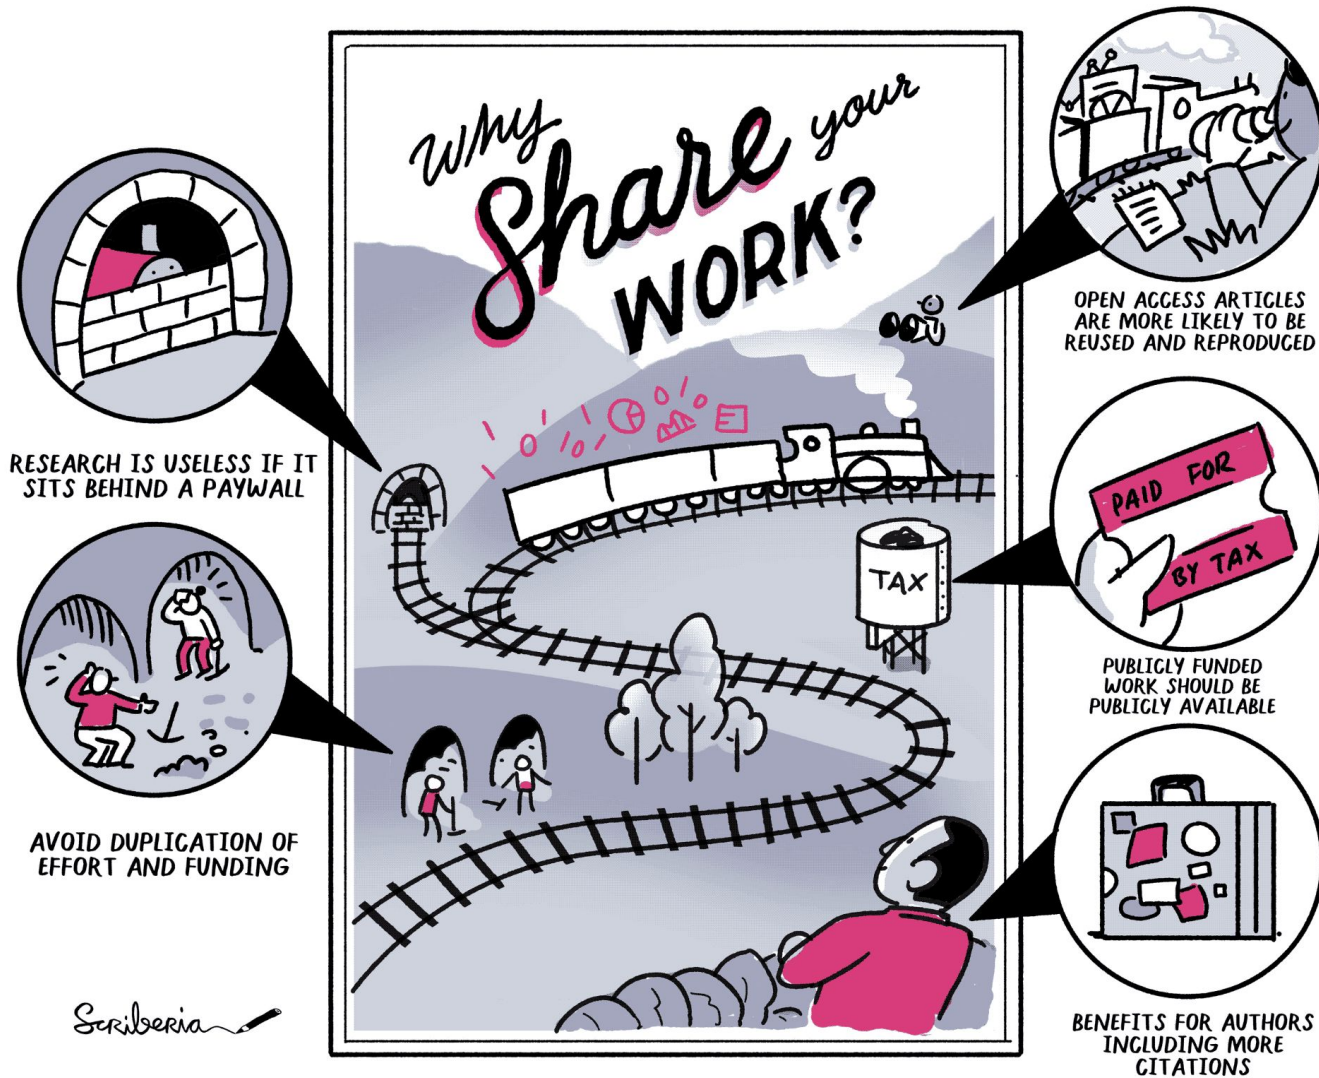 Why Share your
WORK?
RESEARCH IS USELESS IF IT
SITS BEHIND A PAYWALL
AVOID DUPLICATION OF
EFFORT AND FUNDING
OPEN ACCESS ARTICLES
ARE MORE LIKELY TO BE
REUSED AND REPRODUCED
PAID FOR
BY TAX
TAX
PUBLICLY FUNDED
WORK SHOULD BE
PUBLICLY AVAILABLE
BENEFITS FOR AUTHORS
INCLUDING MORE
CITATIONS
Scriberia